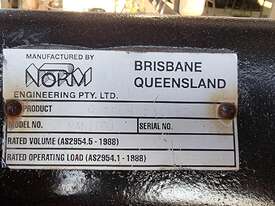 MANUFACTURED BY
NORM
ENGINEERING PTY. LTD.
BRISBANE
QUEENSLAND
PRODUCT
MODEL NO.
SERIAL NO.
RATED VOLUME (AS2954.5 - 1988)
RATED OPERATING LOAD (AS2954.1 - 1988)